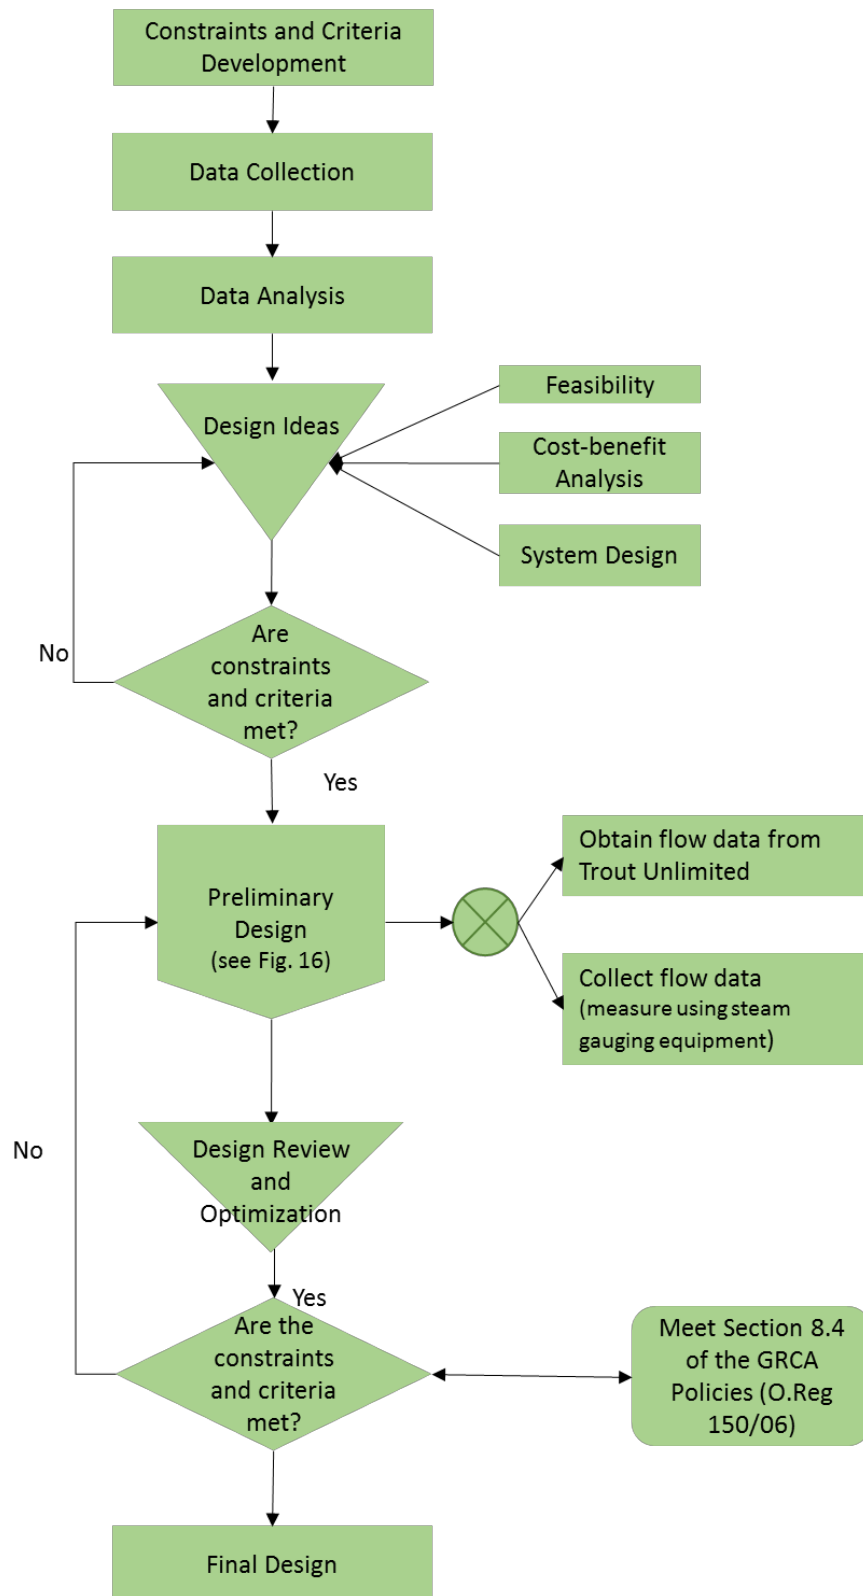 Constraints and Criteria
Development
Data Collection
Data Analysis
Design Ideas
Feasibility
Cost-benefit
Analysis
System Design
No
Are
constraints
and criteria
met?
Yes
Preliminary
Design
(see Fig. 16)
Obtain flow data from
Trout Unlimited
Collect flow data
(measure using steam
gauging equipment)
No
Design Review
and
Optimization
Yes
Are the
constraints
and criteria
met?
Meet Section 8.4
of the GRCA
Policies (O.Reg
150/06)
Final Design